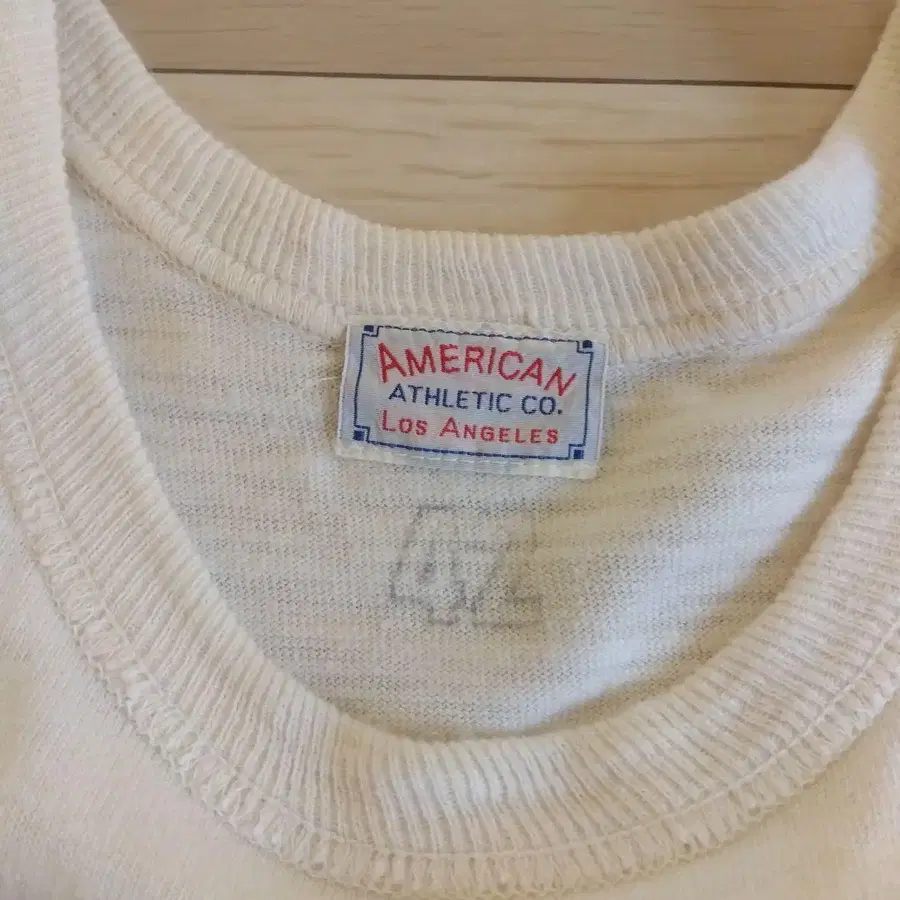 AMERICAN
ATHLETIC CO.
LOS ANGELES
42